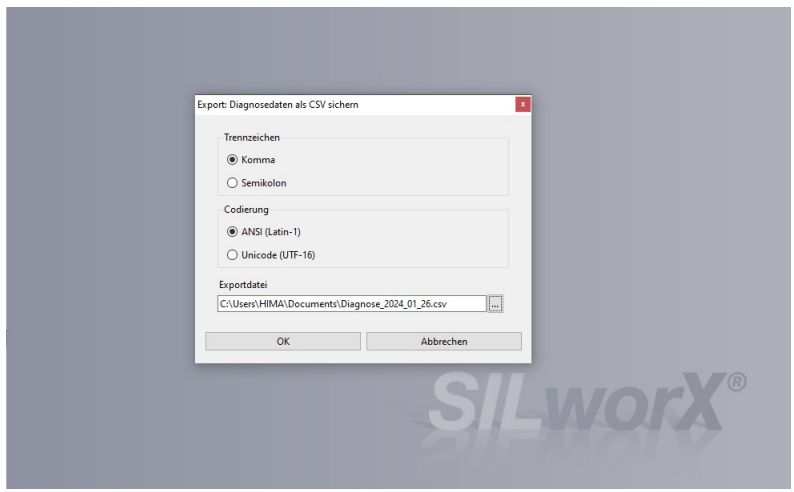 Export: Diagnosedaten als CSV sichern
x
Trennzeichen
Komma
Semikolon
Codierung
ANSI (Latin-1)
Unicode (UTF-16)
Exportdatei
C:\Users\HIMA\Documents\Diagnose_2024_01_26.csv ...
OK Abbrechen
SILworX®